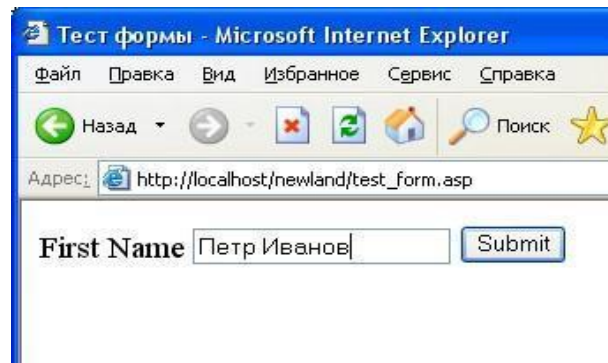 Тест формы - Microsoft Internet Explorer
Файл Правка Вид Избранное Сервис Справка
Назад Поиск
Адрес: http://localhost/newland/test_form.asp
First Name Петр Иванов Submit